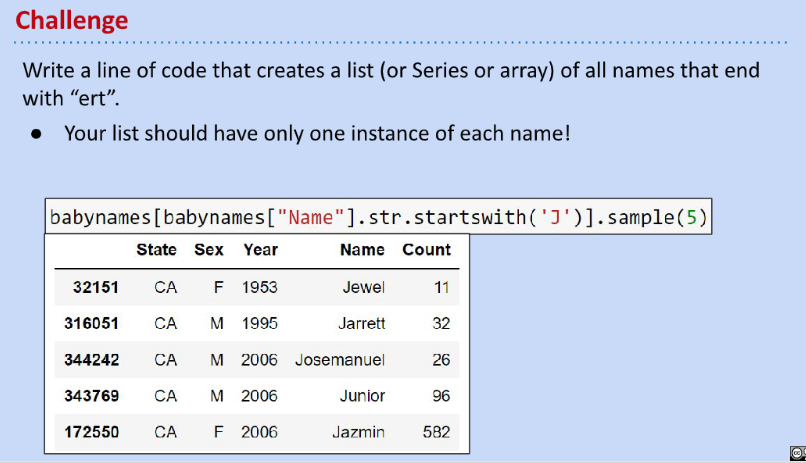 Challenge
Write a line of code that creates a list (or Series or array) of all names that end
with “ert”.
● Your list should have only one instance of each name!
babynames[babynames["Name"].str.startswith('J')].sample(5)
State Sex Year Name Count
32151 CA F 1953 Jewel 11
316051 CA M 1995 Jarrett 32
344242 CA M 2006 Josemanuel 26
343769 CA M 2006 Junior 96
172550 CA F 2006 Jazmin 582